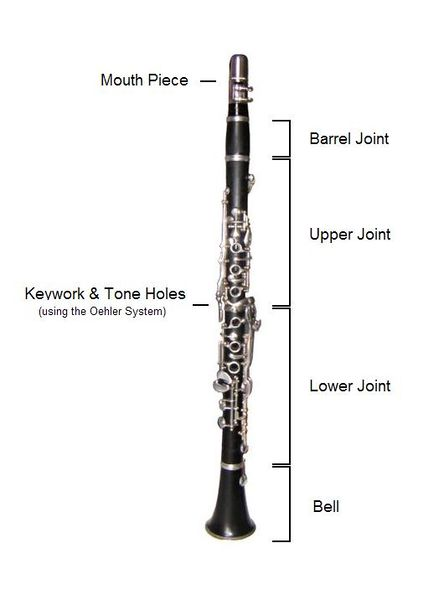 Mouth Piece
Barrel Joint
Upper Joint
Keywork & Tone Holes
(using the Oehler System)
Lower Joint
Bell